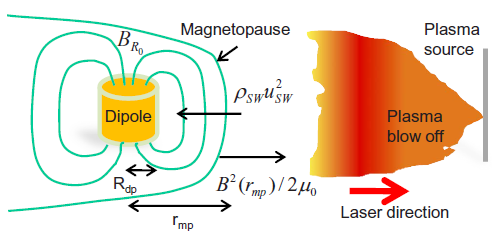 Magnetopause
Plasma
source
B_{R_0}
ρ_{SW}u_{SW}^2
Dipole
Plasma
blow off
R_{dp}
B^2(r_{mp})/2μ_0
Laser direction
r_{mp}